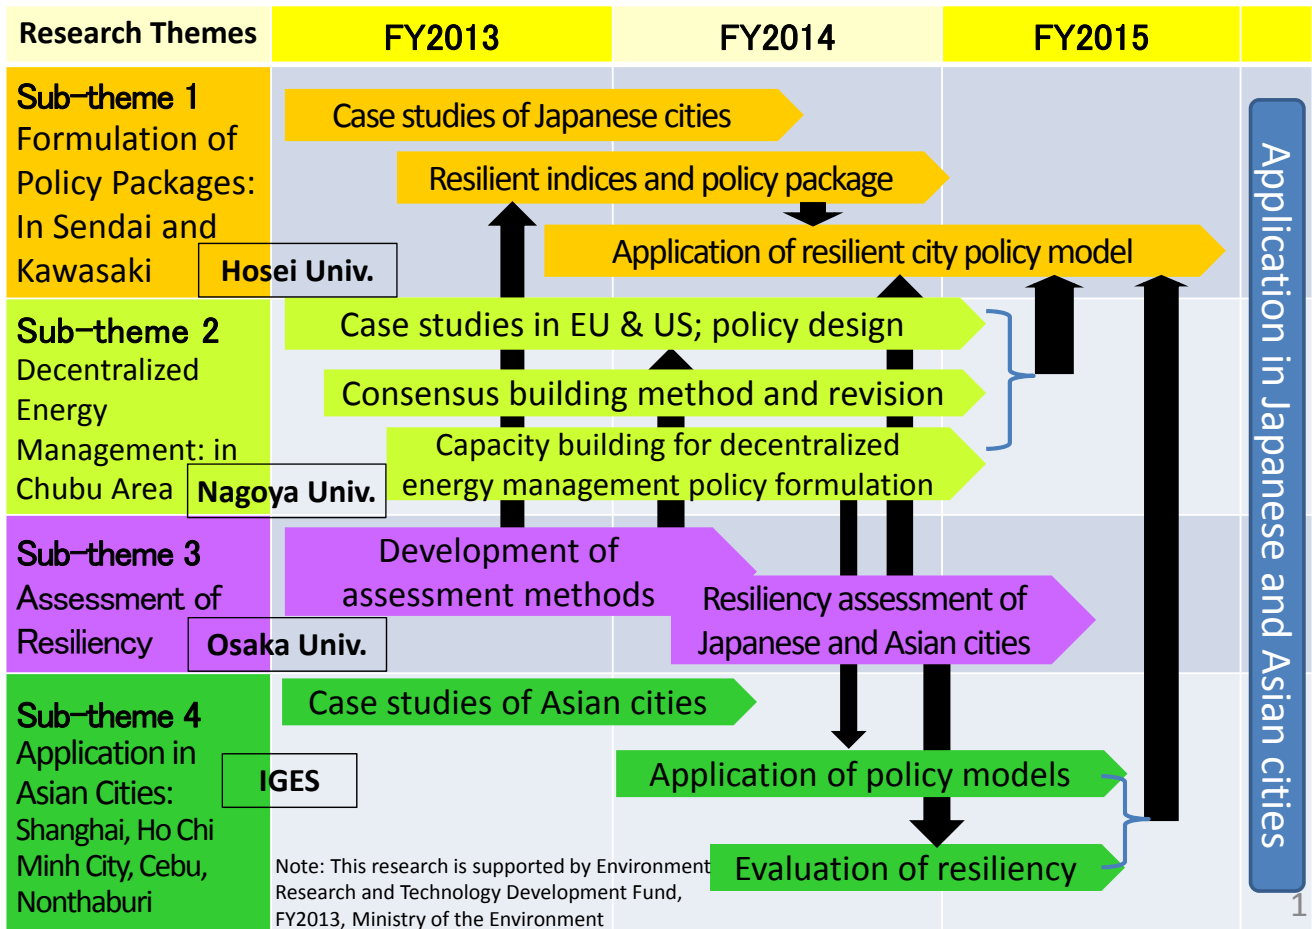 Research Themes
FY2013
FY2014
FY2015
Sub-theme 1
Formulation of
Policy Packages:
In Sendai and
Kawasaki
Hosei Univ.
Case studies of Japanese cities
Resilient indices and policy package
Application of resilient city policy model
Sub-theme 2
Decentralized
Energy
Management: in
Chubu Area
Nagoya Univ.
Case studies in EU & US; policy design
Consensus building method and revision
Capacity building for decentralized
energy management policy formulation
Sub-theme 3
Assessment of
Resiliency
Osaka Univ.
Development of
assessment methods
Resiliency assessment of
Japanese and Asian cities
Sub-theme 4
Application in
Asian Cities:
Shanghai, Ho Chi
Minh City, Cebu,
Nonthaburi
IGES
Case studies of Asian cities
Application of policy models
Evaluation of resiliency
Note: This research is supported by Environment
Research and Technology Development Fund,
FY2013, Ministry of the Environment
Application in Japanese and Asian cities
1